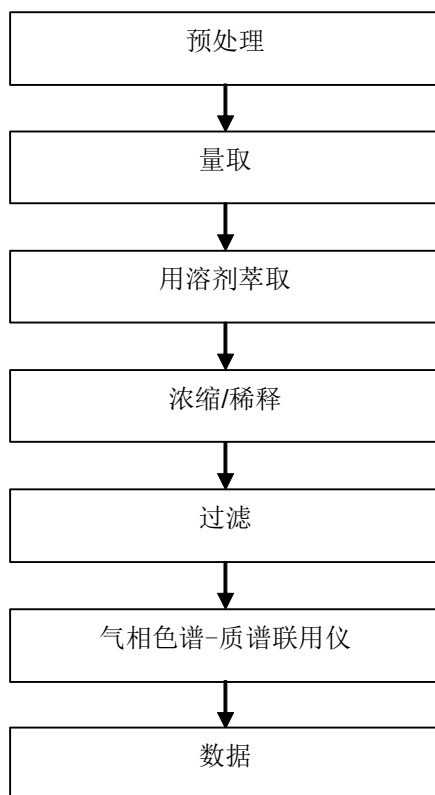 预处理
量取
用溶剂萃取
浓缩/稀释
过滤
气相色谱-质谱联用仪
数据